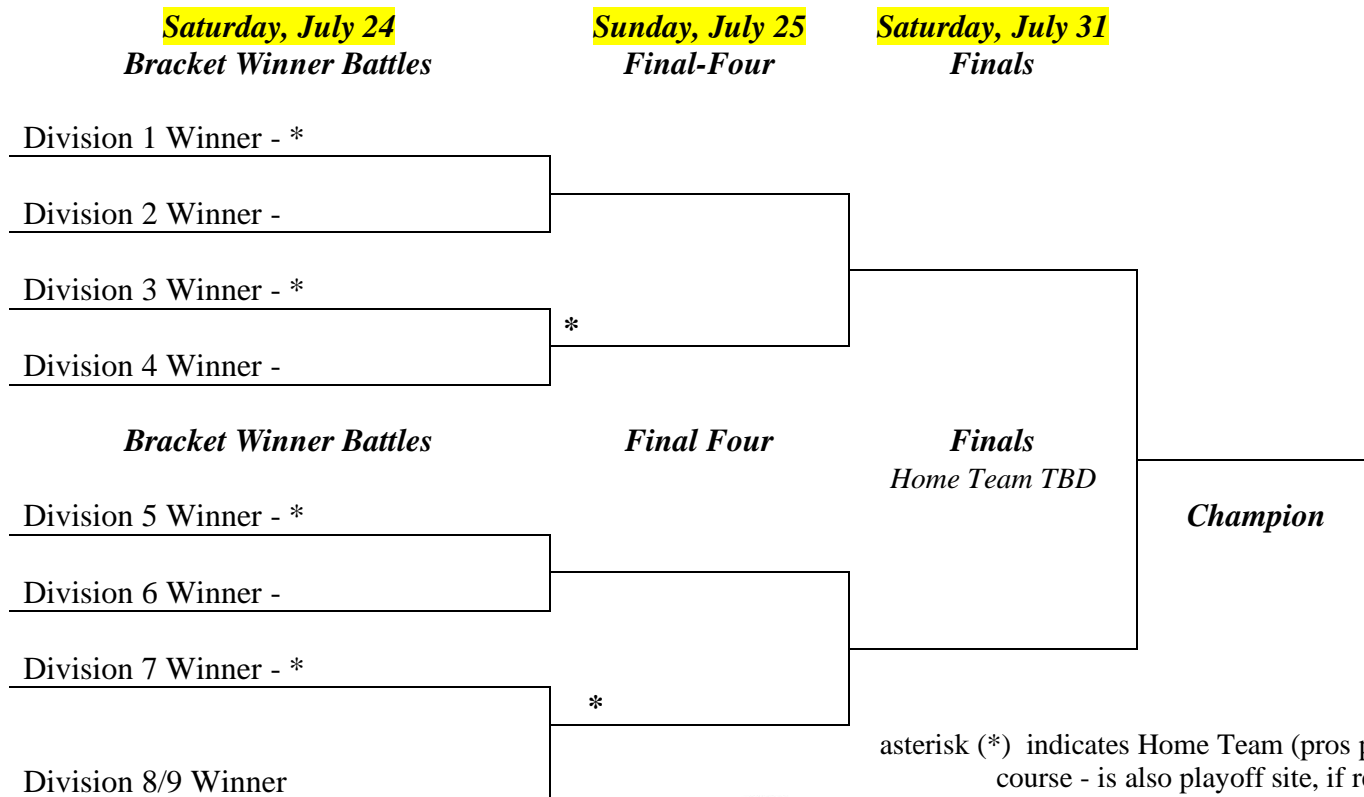 Saturday, July 24 Sunday, July 25 Saturday, July 31
Bracket Winner Battles Final-Four Finals
Division 1 Winner - *
Division 2 Winner -
Division 3 Winner - *
*
Division 4 Winner -
Bracket Winner Battles Final Four Finals
Home Team TBD
Division 5 Winner - *
Champion
Division 6 Winner -
Division 7 Winner - *
*
asterisk (*) indicates Home Team (pros
course - is also playoff site, if
Division 8/9 Winner